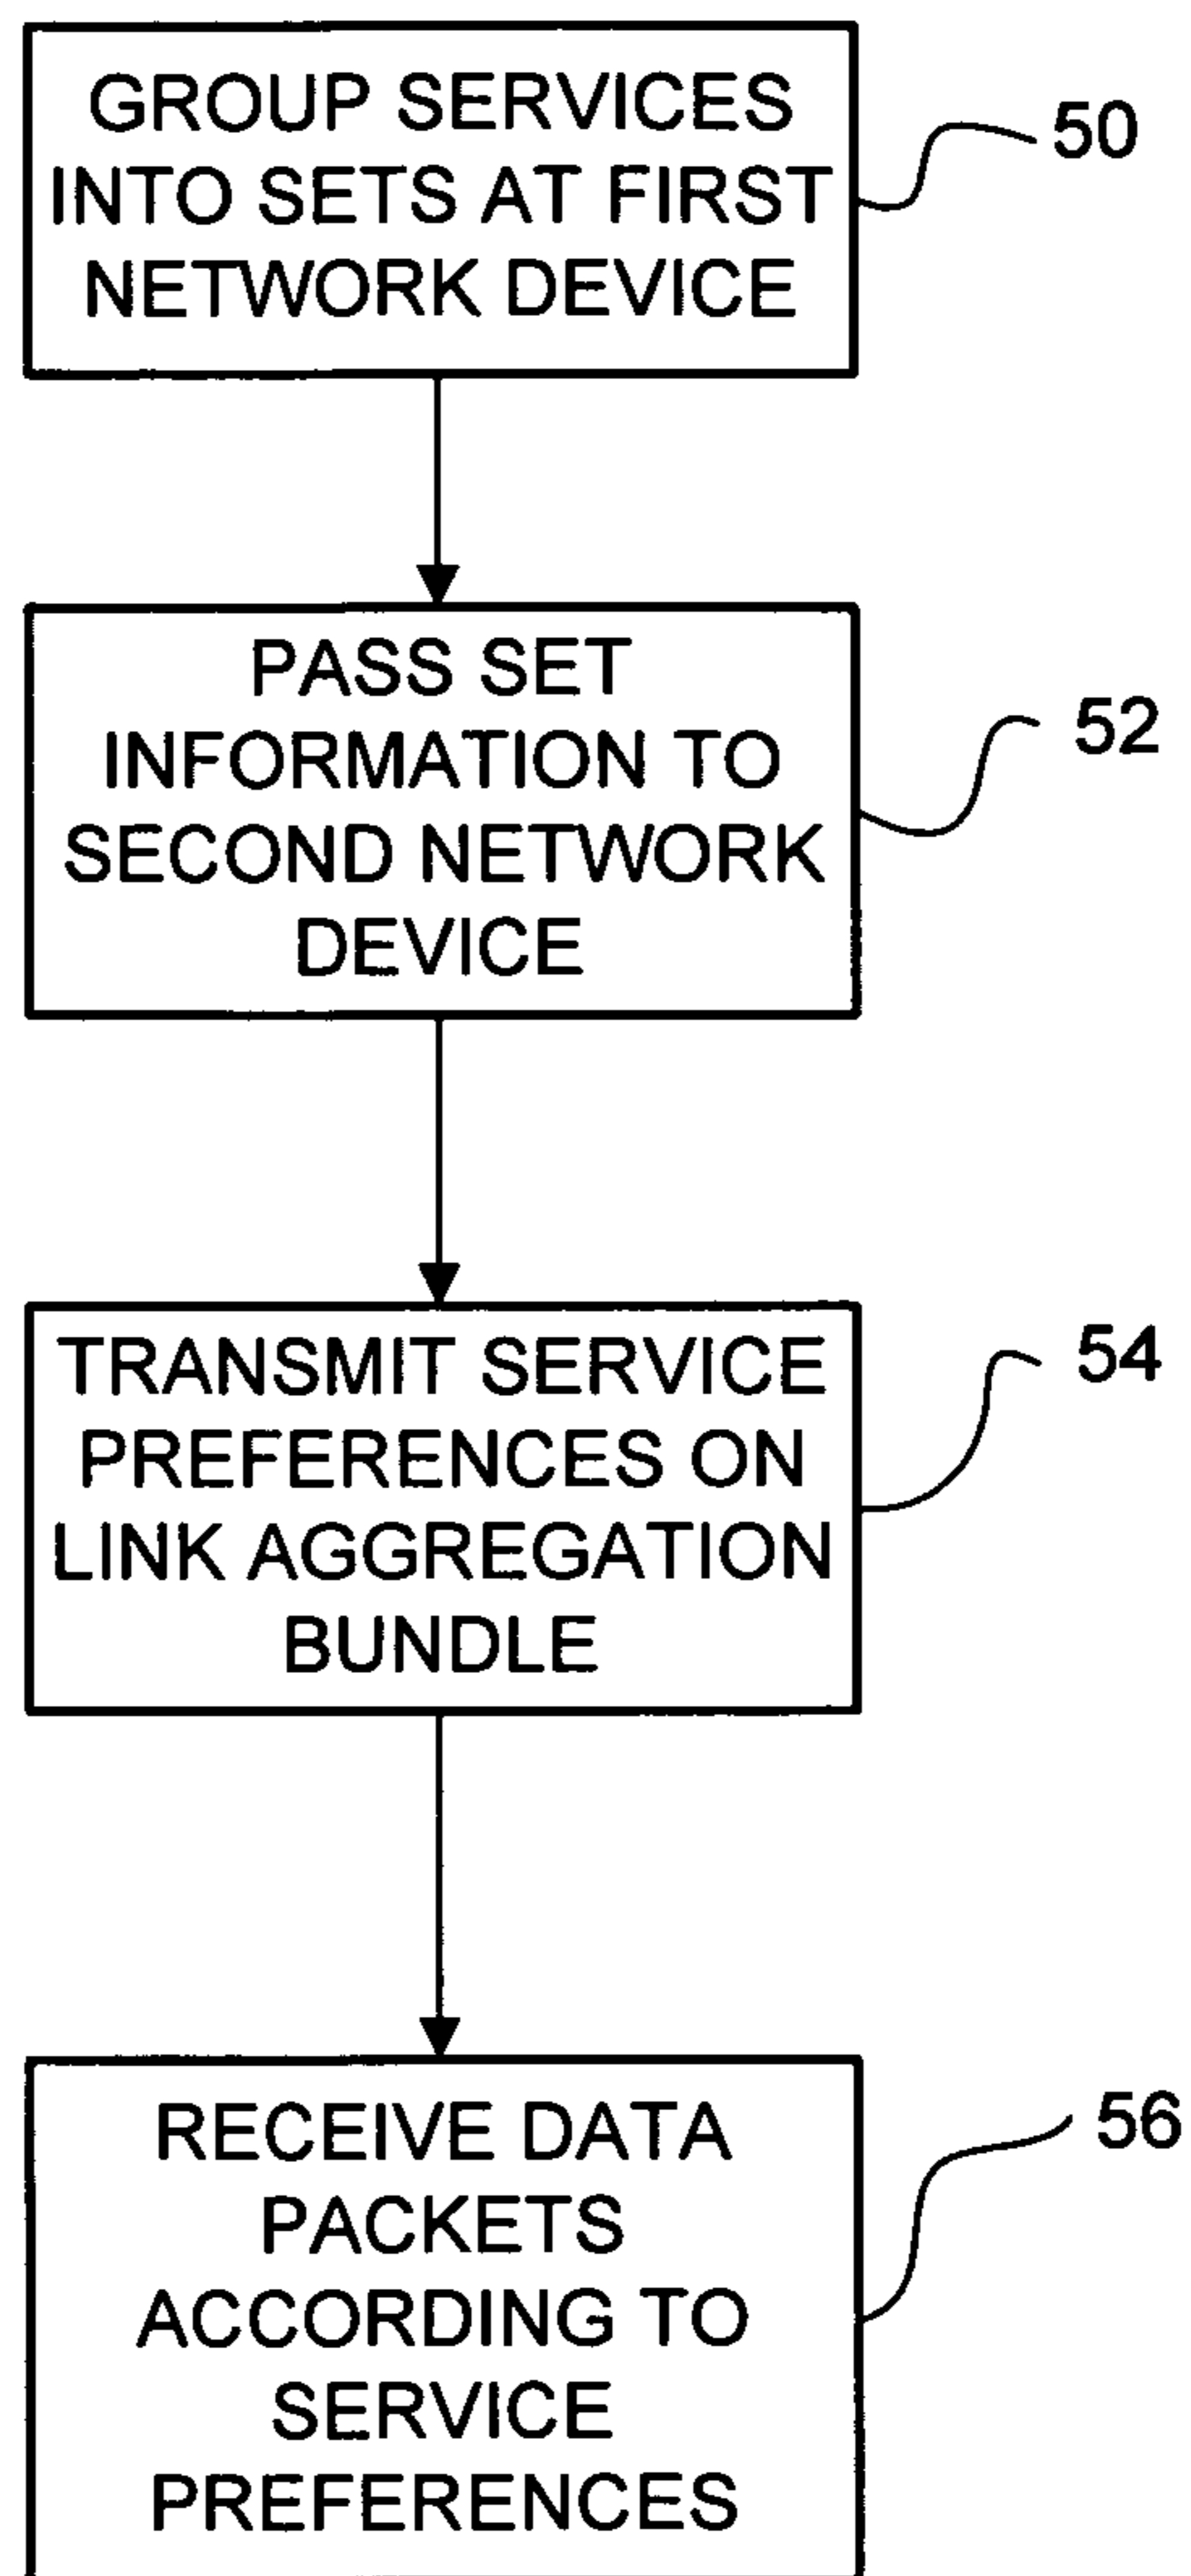 GROUP SERVICES
INTO SETS AT FIRST
NETWORK DEVICE
50
PASS SET
INFORMATION TO
SECOND NETWORK
DEVICE
52
TRANSMIT SERVICE
PREFERENCES ON
LINK AGGREGATION
BUNDLE
54
RECEIVE DATA
PACKETS
ACCORDING TO
SERVICE
PREFERENCES
56